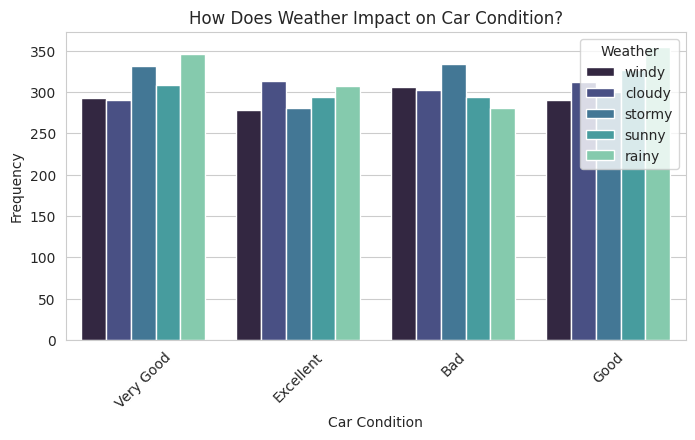 How Does Weather Impact on Car Condition?
350
300
250
200
150
100
50
0
Frequency
Weather
windy
cloudy
stormy
sunny
rainy
Very Good
Excellent
Bad
Good
Car Condition